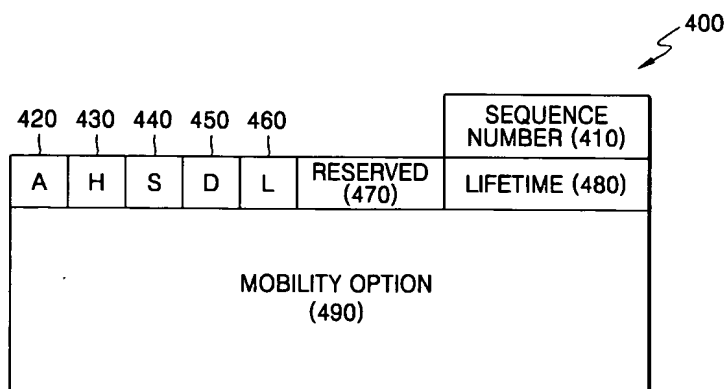 400
SEQUENCE
NUMBER (410)
420 430 440 450 460
A H S D L RESERVED
(470) LIFETIME (480)
MOBILITY OPTION
(490)